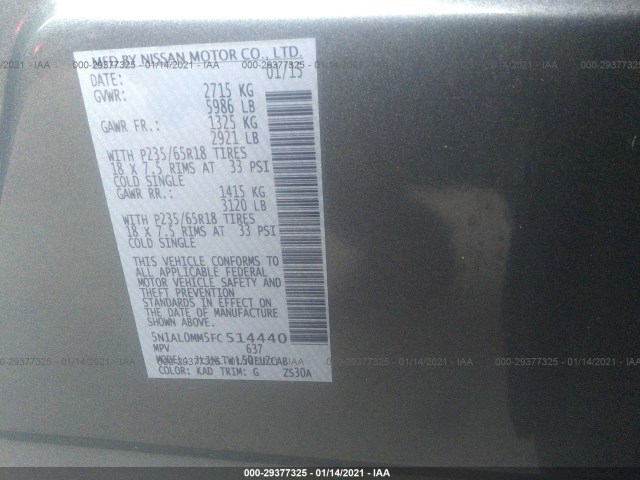 MFD BY NISSAN MOTOR CO., LTD.
DATE: 01/15
GVWR: 2715 KG
5986 LB
GAWR FR.: 1325 KG
2921 LB
WITH P235/65R18 TIRES
18 X 7.5 RIMS AT 33 PSI
COLD SINGLE
GAWR RR.: 1415 KG
3120 LB
WITH P235/65R18 TIRES
18 X 7.5 RIMS AT 33 PSI
COLD SINGLE
THIS VEHICLE CONFORMS TO
ALL APPLICABLE FEDERAL
MOTOR VEHICLE SAFETY AND
THEFT PREVENTION
STANDARDS IN EFFECT ON
THE DATE OF MANUFACTURE
SHOWN ABOVE.
5N1AL0MM5FC 514440
MPV 637
MODEL:
COLOR: KAD TRIM: G ZS30A
000-29377325 - 01/14/2021 - IAA